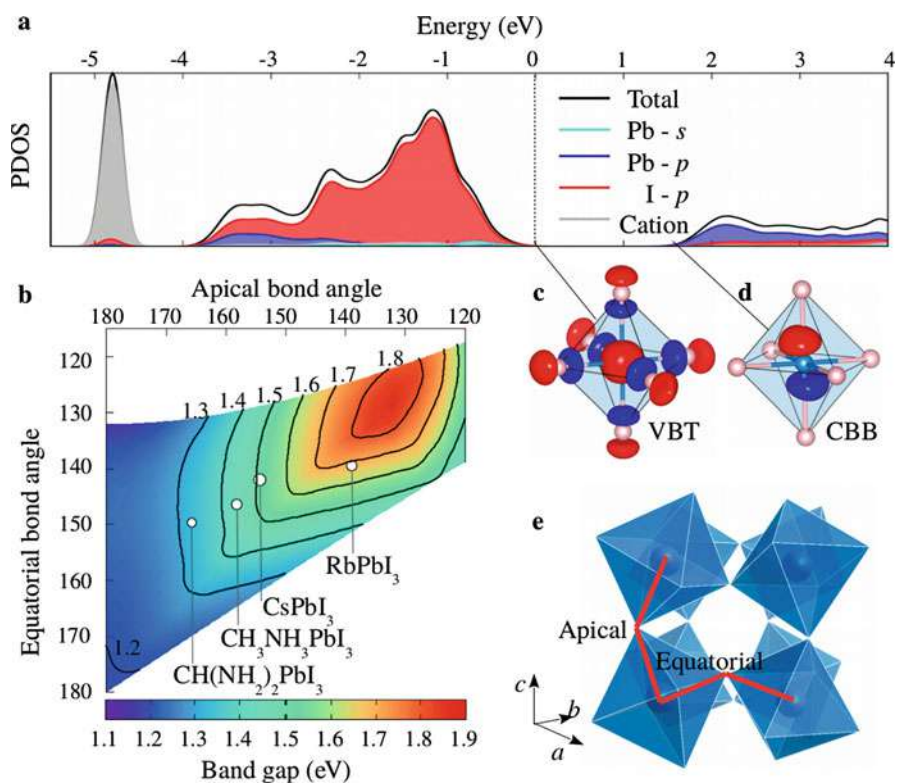 a
Energy (eV)
-5 -4 -3 -2 -1 0 1 2 3 4
PDOS
Total
Pb - s
Pb - p
I - p
Cation
b
Apical bond angle
180 170 160 150 140 130 120
Equatorial bond angle
120
130
140
150
160
170
180
1.2
1.3
1.4
1.5
1.6
1.7
1.8
RbPbI₃
CsPbI₃
CH₃NH₃PbI₃
CH(NH₂)₂PbI₃
1.1 1.2 1.3 1.4 1.5 1.6 1.7 1.8 1.9
Band gap (eV)
c
VBT
d
CBB
e
Apical
Equatorial
c
b
a